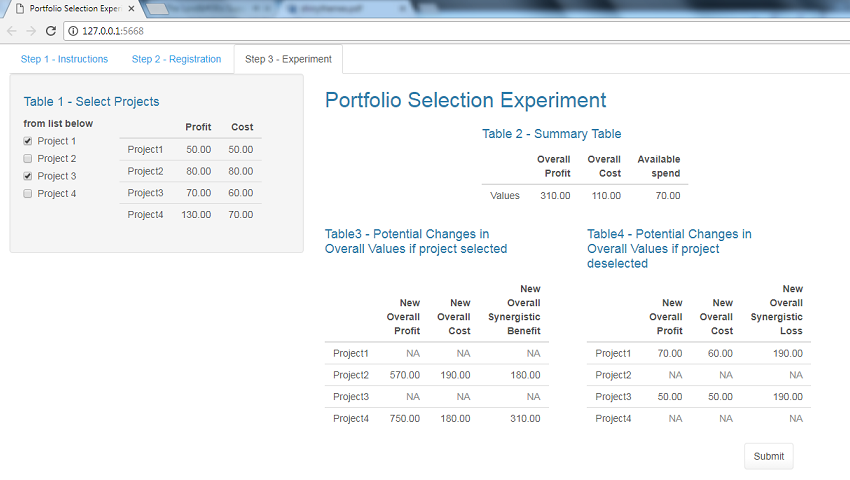 Portfolio Selection Exper
127.0.0.1:5668
Step 1 - Instructions Step 2 - Registration Step 3 - Experiment
Table 1 - Select Projects
from list below
Project 1
Project 2
Project 3
Project 4
Profit Cost
Project1 50.00 50.00
Project2 80.00 80.00
Project3 70.00 60.00
Project4 130.00 70.00
Portfolio Selection Experiment
Table 2 - Summary Table
Overall Overall Available
Profit Cost spend
Values 310.00 110.00 70.00
Table3 - Potential Changes in
Overall Values if project selected
New
New New Overall
Overall Overall Synergistic
Profit Cost Benefit
Project1 NA NA NA
Project2 570.00 190.00 180.00
Project3 NA NA NA
Project4 750.00 180.00 310.00
Table4 - Potential Changes in
Overall Values if project
deselected
New
New New Overall
Overall Overall Synergistic
Profit Cost Loss
Project1 70.00 60.00 190.00
Project2 NA NA NA
Project3 50.00 50.00 190.00
Project4 NA NA NA
Submit